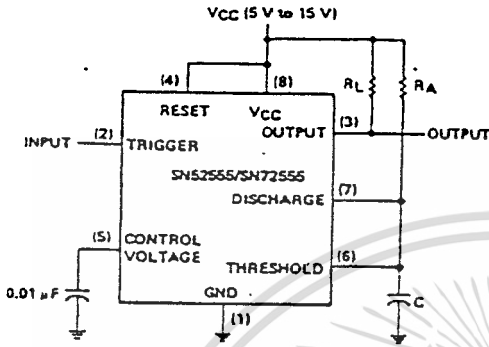 VCC (5 V to 15 V)
(4)
(8)
RL
RA
RESET
VCC
(3)
OUTPUT
OUTPUT
INPUT
(2)
TRIGGER
SN52555/SN72555
(7)
DISCHARGE
(5)
CONTROL
VOLTAGE
(6)
THRESHOLD
0.01 µF
GND
C
(1)